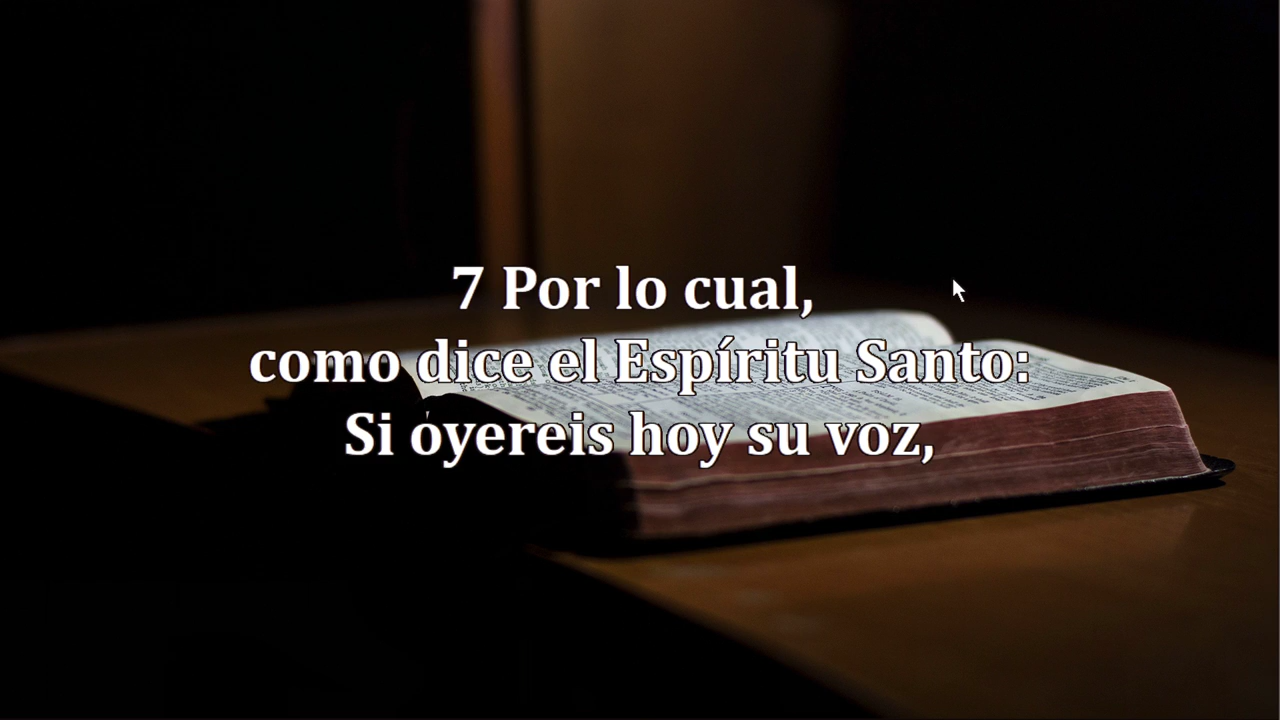 7 Por lo cual,
como dice el Espíritu Santo:
Si oyereis hoy su voz,